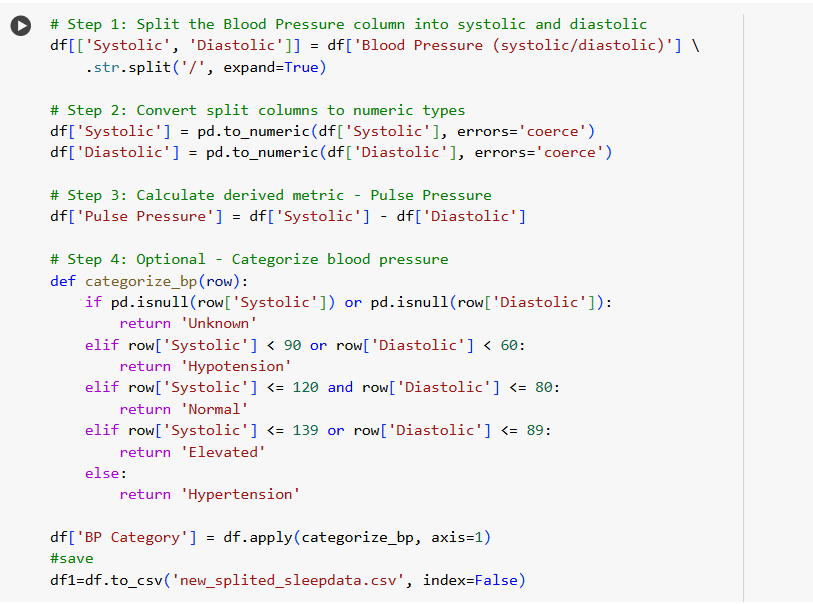 # Step 1: Split the Blood Pressure column into systolic and diastolic
df[['Systolic', 'Diastolic']] = df['Blood Pressure (systolic/diastolic)'] \
    .str.split('/', expand=True)

# Step 2: Convert split columns to numeric types
df['Systolic'] = pd.to_numeric(df['Systolic'], errors='coerce')
df['Diastolic'] = pd.to_numeric(df['Diastolic'], errors='coerce')

# Step 3: Calculate derived metric - Pulse Pressure
df['Pulse Pressure'] = df['Systolic'] - df['Diastolic']

# Step 4: Optional - Categorize blood pressure
def categorize_bp(row):
    if pd.isnull(row['Systolic']) or pd.isnull(row['Diastolic']):
        return 'Unknown'
    elif row['Systolic'] < 90 or row['Diastolic'] < 60:
        return 'Hypotension'
    elif row['Systolic'] <= 120 and row['Diastolic'] <= 80:
        return 'Normal'
    elif row['Systolic'] <= 139 or row['Diastolic'] <= 89:
        return 'Elevated'
    else:
        return 'Hypertension'

df['BP Category'] = df.apply(categorize_bp, axis=1)
#save
df1=df.to_csv('new_splited_sleepdata.csv', index=False)